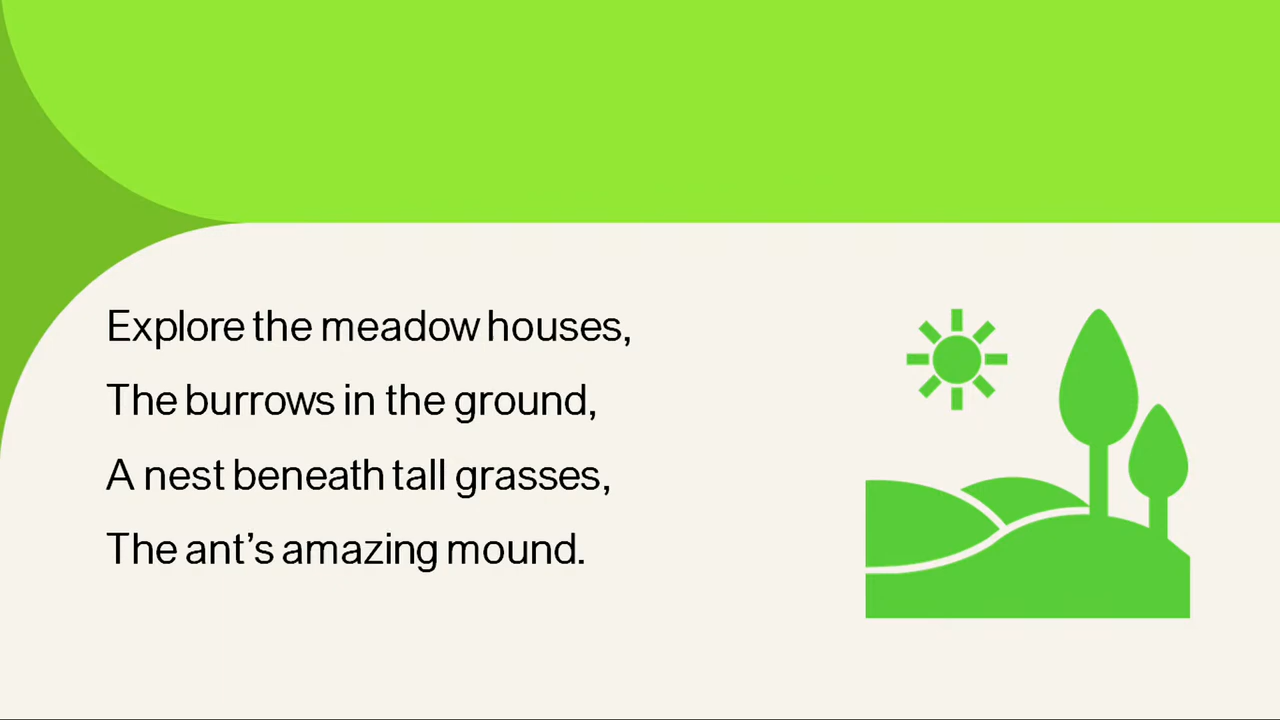 Explore the meadow houses,
The burrows in the ground,
A nest beneath tall grasses,
The ant’s amazing mound.